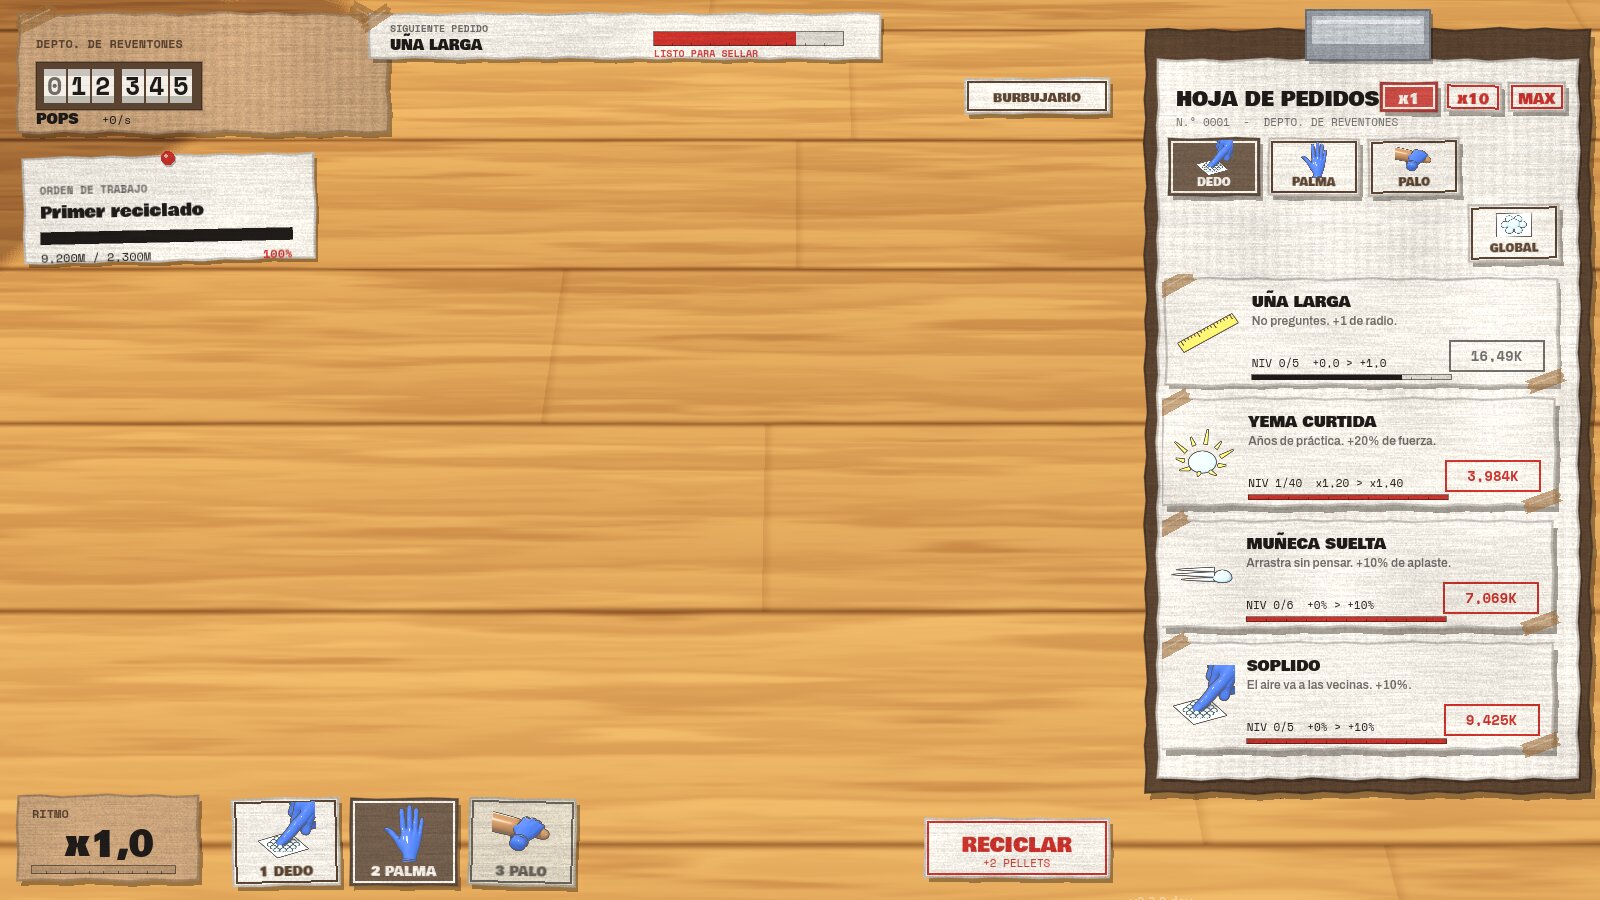 DEPTO. DE REVENTONES
012 345
POPS +0/s
SIGUIENTE PEDIDO
UÑA LARGA
LISTO PARA SELLAR
BURBUJARIO
ORDEN DE TRABAJO
Primer reciclado
9,200M / 2,300M 100%
HOJA DE PEDIDOS x1 x10 MAX
N.° 0001 - DEPTO. DE REVENTONES
DEDO PALMA PALO
GLOBAL
UÑA LARGA
No preguntes. +1 de radio.
NIV 0/5 +0,0 > +1,0 16,49K
YEMA CURTIDA
Años de práctica. +20% de fuerza.
NIV 1/40 x1,20 > x1,40 3,984K
MUÑECA SUELTA
Arrastra sin pensar. +10% de aplaste.
NIV 0/6 +0% > +10% 7,069K
SOPLIDO
El aire va a las vecinas. +10%.
NIV 0/5 +0% > +10% 9,425K
RITMO
x1,0
1 DEDO 2 PALMA 3 PALO
RECICLAR
+2 PELLETS